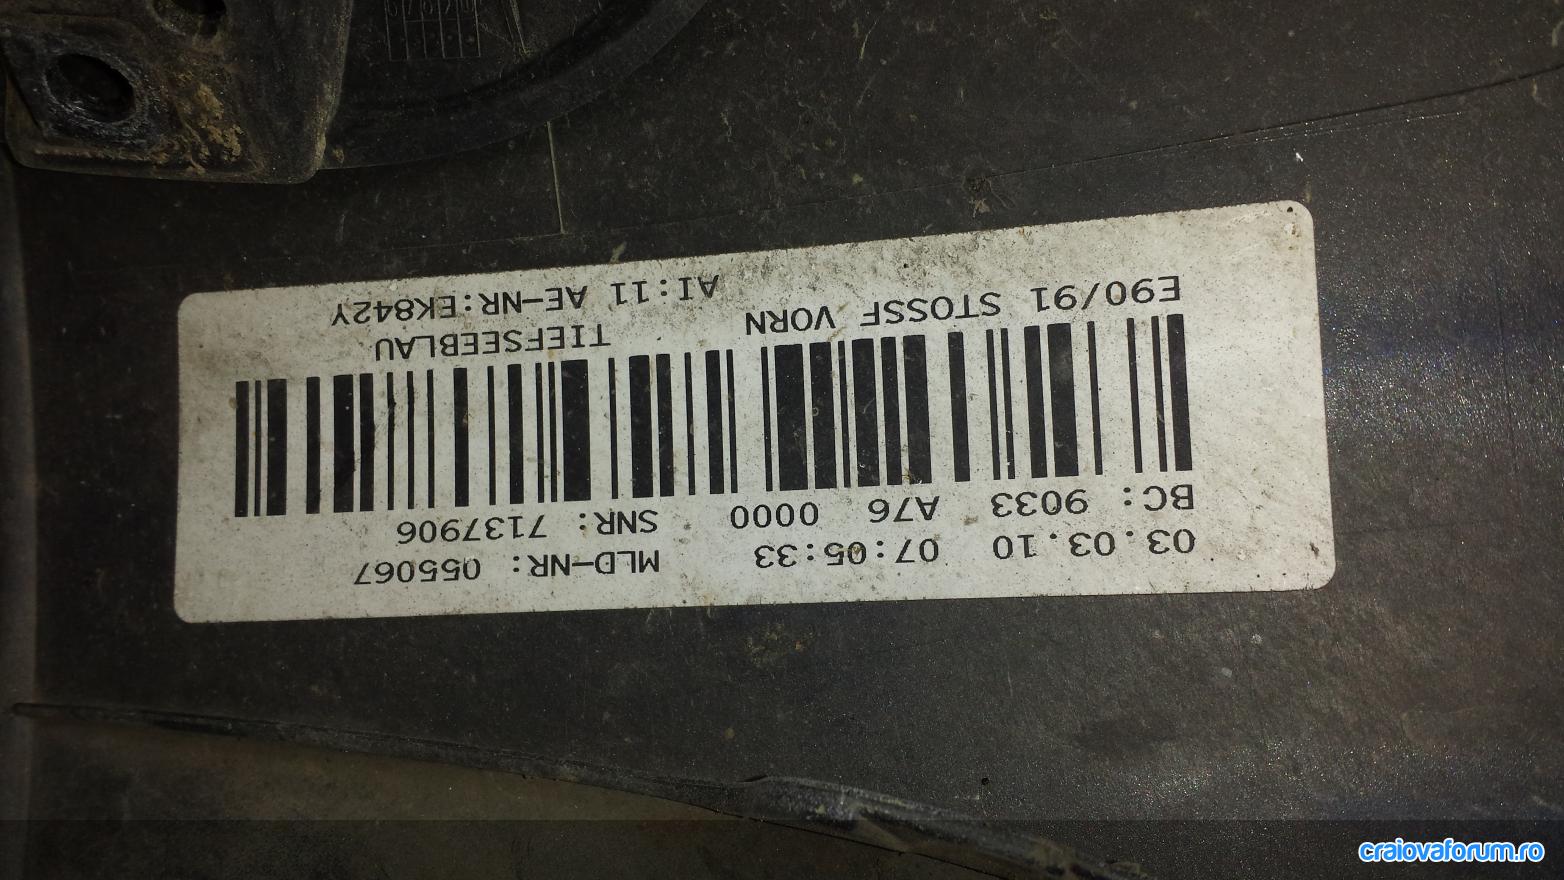 03.03.10 07:05:33 MLD-NR: 055067
BC: 9033 A76 0000 SNR: 7137906
E90/91 STOSSF VORN TIEFSEEBLAU
AI:11 AE-NR:EK842Y
craiovaforum.ro